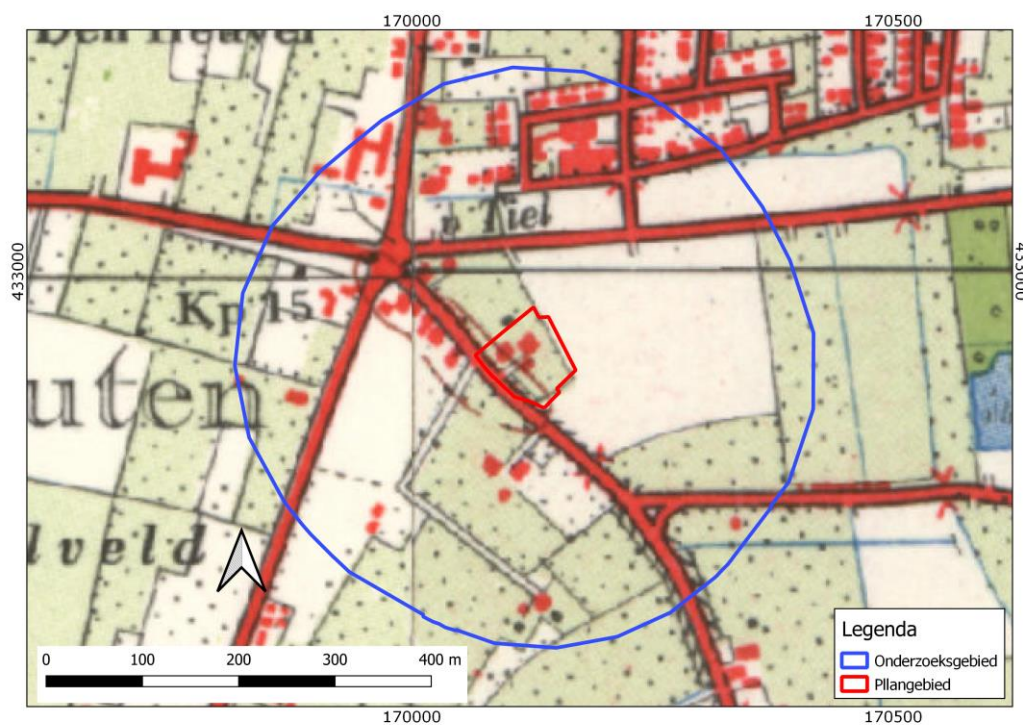 170000 170500
Den Heuvel
n Tiel
433000
433000
Kp 15
uten
lveld
0 100 200 300 400 m
Legenda
Onderzoeksgebied
Pllangebied
170000 170500